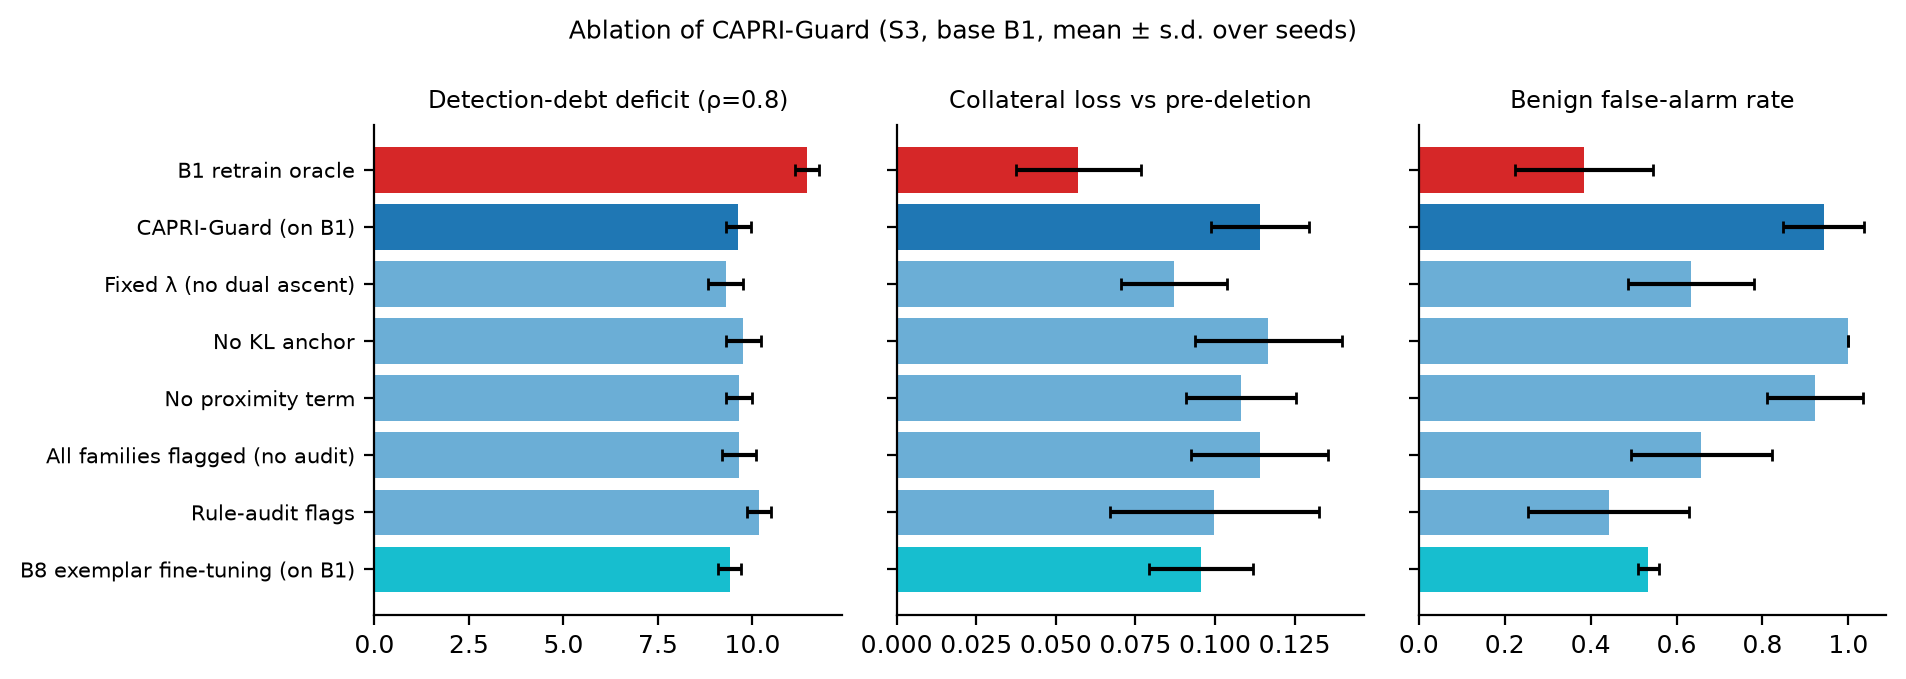 Ablation of CAPRI-Guard (S3, base B1, mean ± s.d. over seeds)
Detection-debt deficit (ρ=0.8)
Collateral loss vs pre-deletion
Benign false-alarm rate
B1 retrain oracle
CAPRI-Guard (on B1)
Fixed λ (no dual ascent)
No KL anchor
No proximity term
All families flagged (no audit)
Rule-audit flags
B8 exemplar fine-tuning (on B1)
0.0 2.5 5.0 7.5 10.0
0.000 0.025 0.050 0.075 0.100 0.125
0.0 0.2 0.4 0.6 0.8 1.0